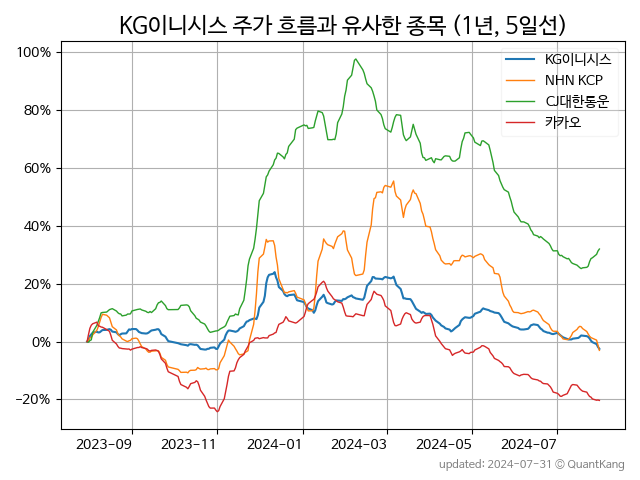 KG이니시스 주가 흐름과 유사한 종목 (1년, 5일선)
100%
80%
60%
40%
20%
0%
−20%
KG이니시스
NHN KCP
CJ대한통운
카카오
2023-09
2023-11
2024-01
2024-03
2024-05
2024-07
updated: 2024-07-31 © QuantKang